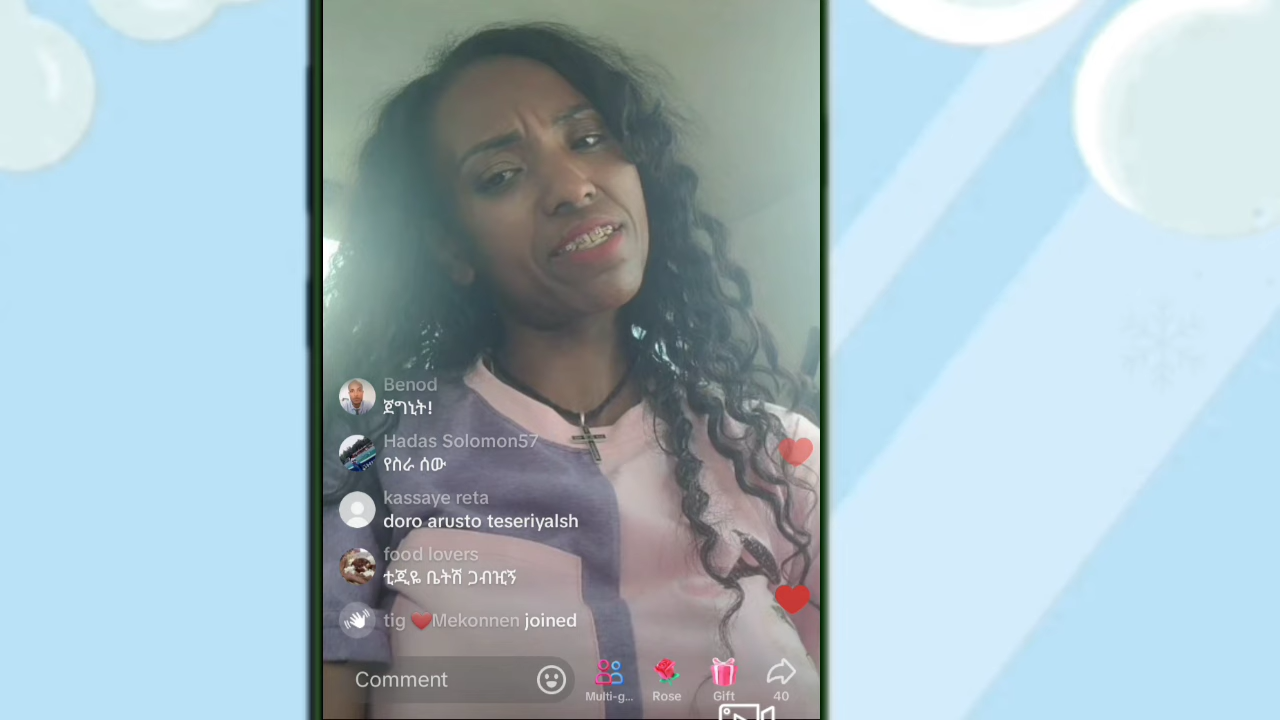 Benod
ጀግኒት!
Hadas Solomon57
የስራ ሰው
kassaye reta
doro arusto teseriyalsh
food lovers
ቲጂዬ ቤትሽ ጋብዢኝ
tig ❤️Mekonnen joined
Comment
Multi-g... Rose Gift 40